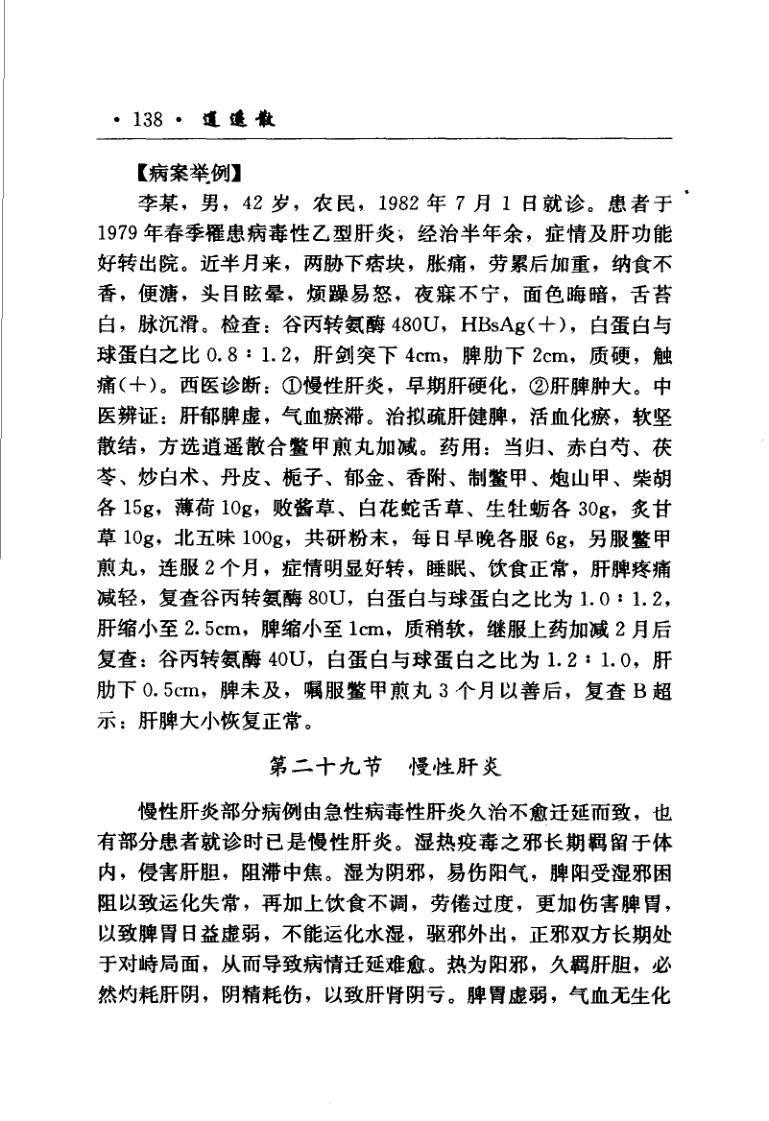 ·138· 逍遥散
【病案举例】
李某，男，42 岁，农民，1982 年 7 月 1 日就诊。患者于
1979 年春季罹患病毒性乙型肝炎，经治半年余，症情及肝功能
好转出院。近半月来，两胁下痞块，胀痛，劳累后加重，纳食不
香，便溏，头目眩晕，烦躁易怒，夜寐不宁，面色晦暗，舌苔
白，脉沉滑。检查：谷丙转氨酶 480U，HBsAg(＋)，白蛋白与
球蛋白之比 0.8∶1.2，肝剑突下 4cm，脾肋下 2cm，质硬，触
痛(＋)。西医诊断：①慢性肝炎，早期肝硬化，②肝脾肿大。中
医辨证：肝郁脾虚，气血瘀滞。治拟疏肝健脾，活血化瘀，软坚
散结，方选逍遥散合鳖甲煎丸加减。药用：当归、赤白芍、茯
苓、炒白术、丹皮、栀子、郁金、香附、制鳖甲、炮山甲、柴胡
各 15g，薄荷 10g，败酱草、白花蛇舌草、生牡蛎各 30g，炙甘
草 10g，北五味 100g，共研粉末，每日早晚各服 6g，另服鳖甲
煎丸，连服 2 个月，症情明显好转，睡眠、饮食正常，肝脾疼痛
减轻，复查谷丙转氨酶 80U，白蛋白与球蛋白之比为 1.0∶1.2，
肝缩小至 2.5cm，脾缩小至 1cm，质稍软，继服上药加减 2 月后
复查：谷丙转氨酶 40U，白蛋白与球蛋白之比为 1.2∶1.0，肝
肋下 0.5cm，脾未及，嘱服鳖甲煎丸 3 个月以善后，复查 B 超
示：肝脾大小恢复正常。
第二十九节 慢性肝炎
慢性肝炎部分病例由急性病毒性肝炎久治不愈迁延而致，也
有部分患者就诊时已是慢性肝炎。湿热疫毒之邪长期羁留于体
内，侵害肝胆，阻滞中焦。湿为阴邪，易伤阳气，脾阳受湿邪困
阻以致运化失常，再加上饮食不调，劳倦过度，更加伤害脾胃，
以致脾胃日益虚弱，不能运化水湿，驱邪外出，正邪双方长期处
于对峙局面，从而导致病情迁延难愈。热为阳邪，久羁肝胆，必
然灼耗肝阴，阴精耗伤，以致肝肾阴亏。脾胃虚弱，气血无生化